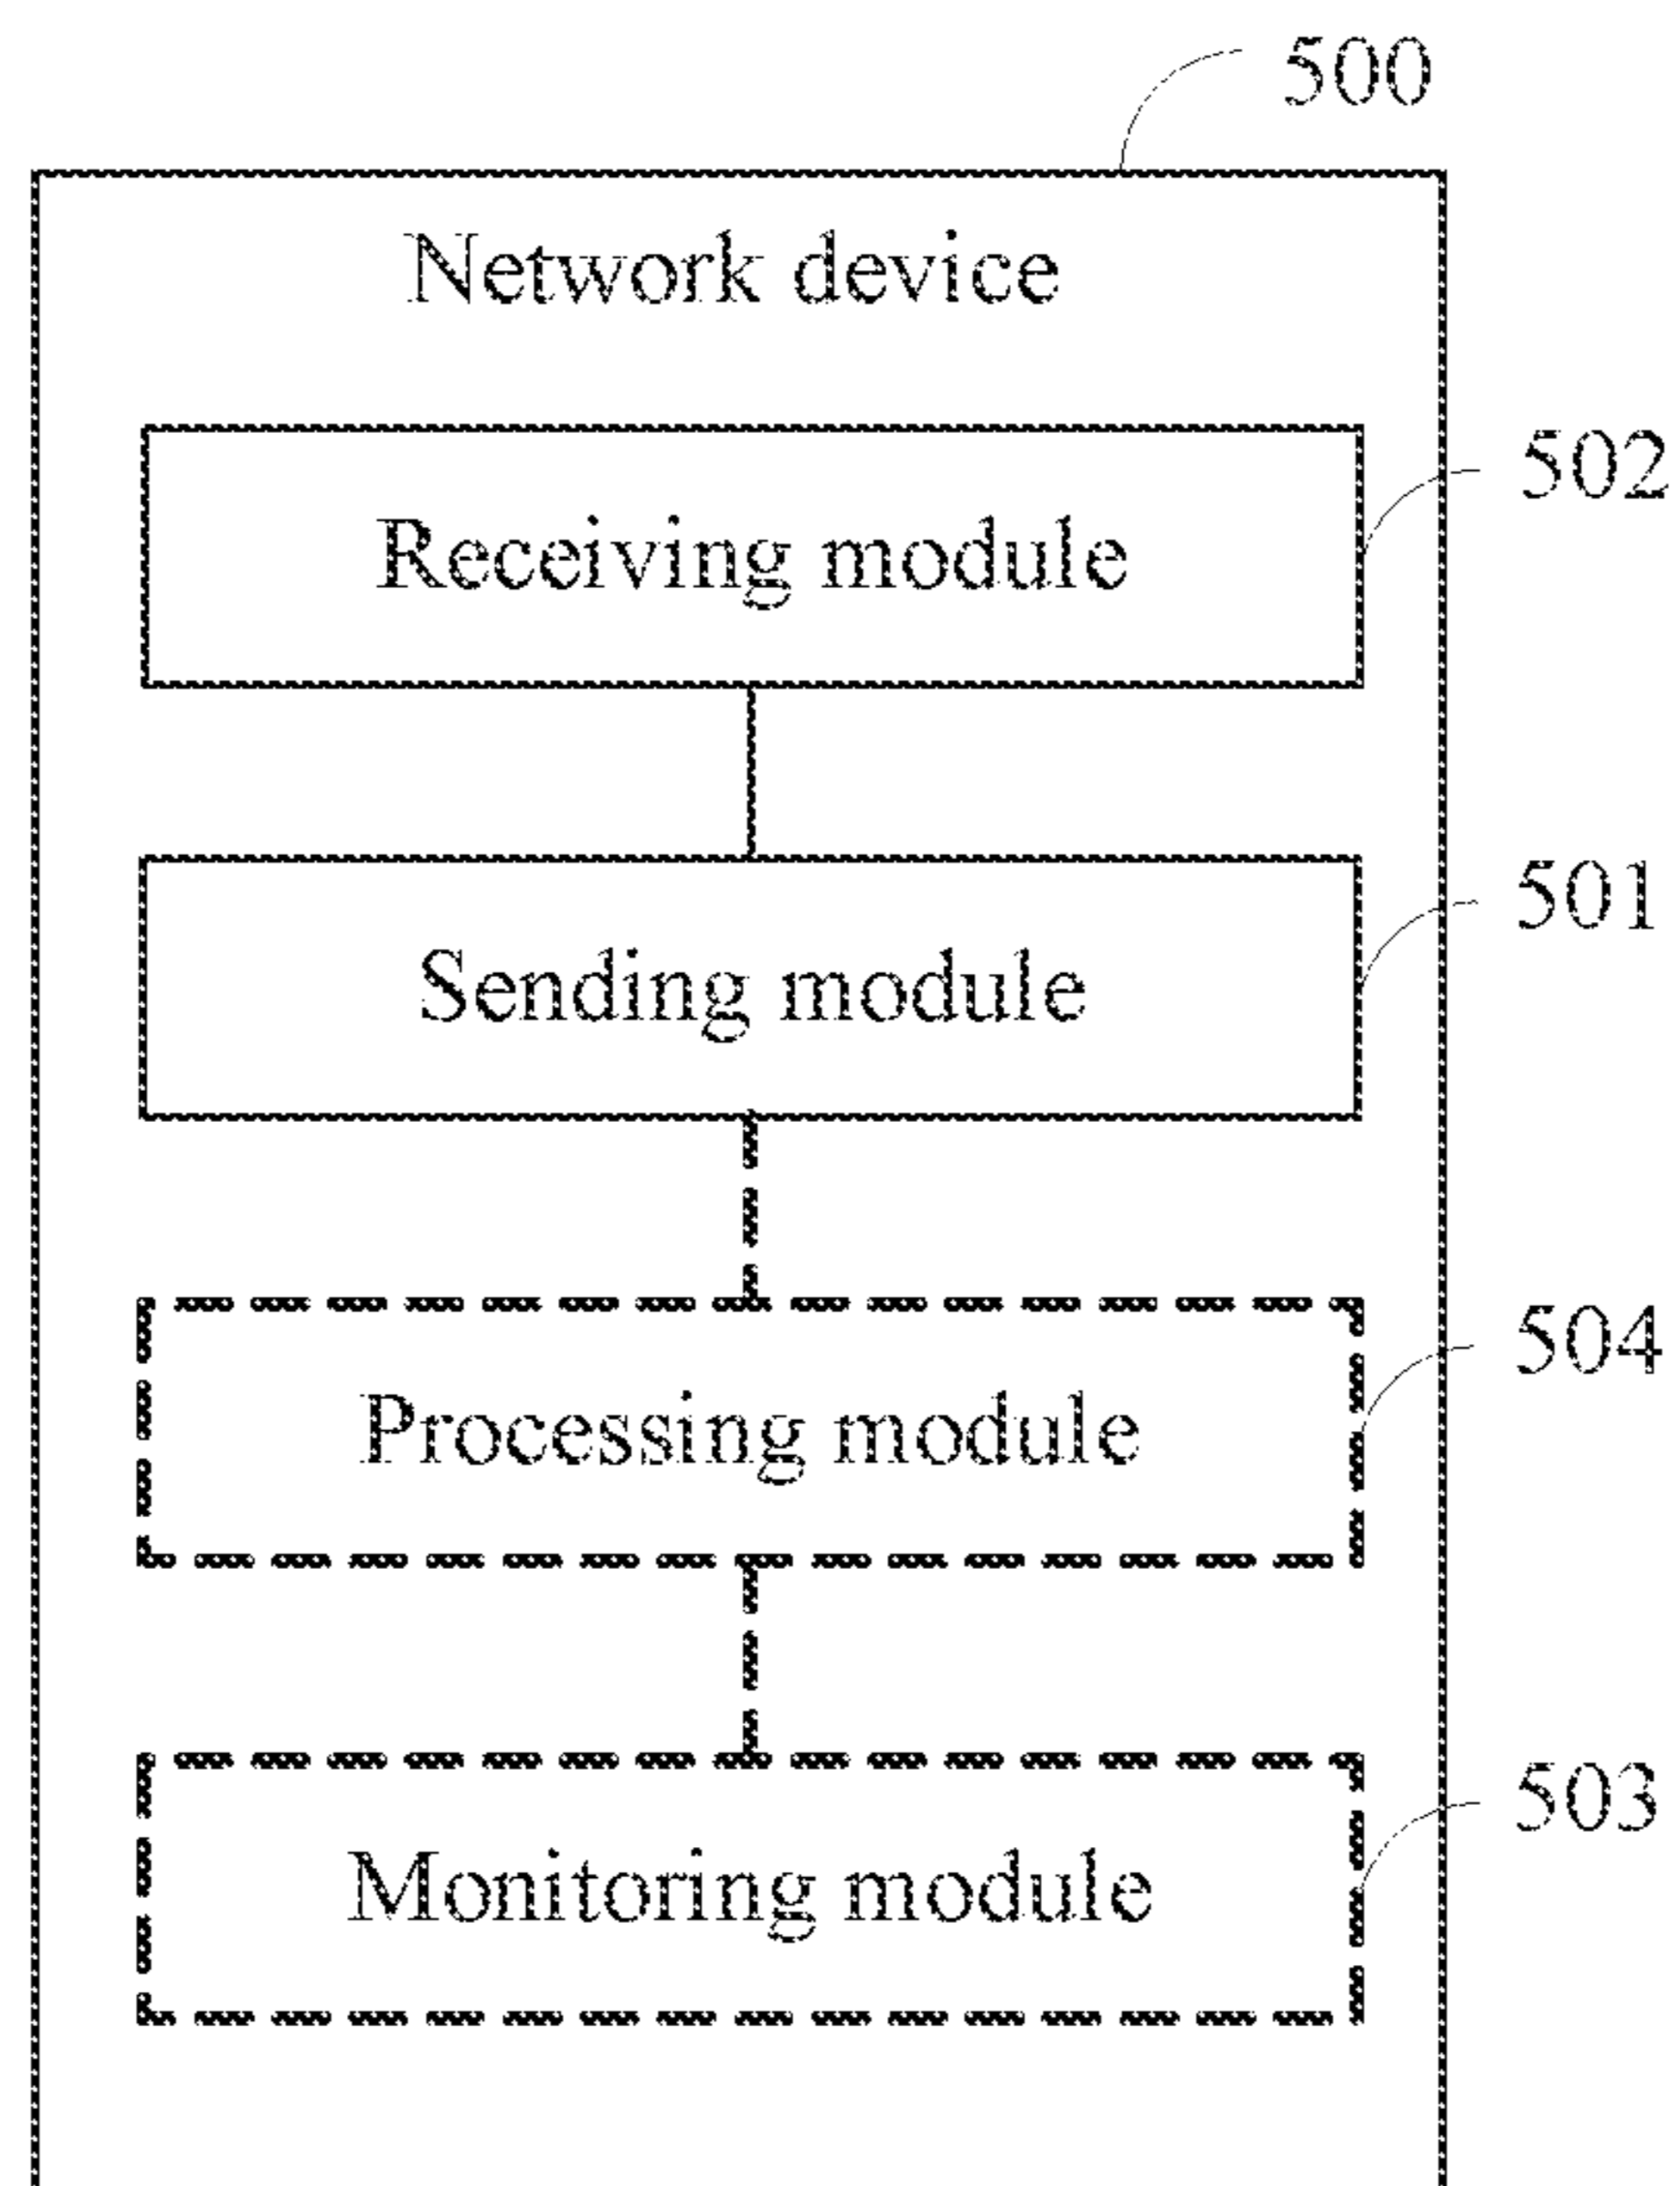 500
Network device
502
Receiving module
501
Sending module
504
Processing module
503
Monitoring module